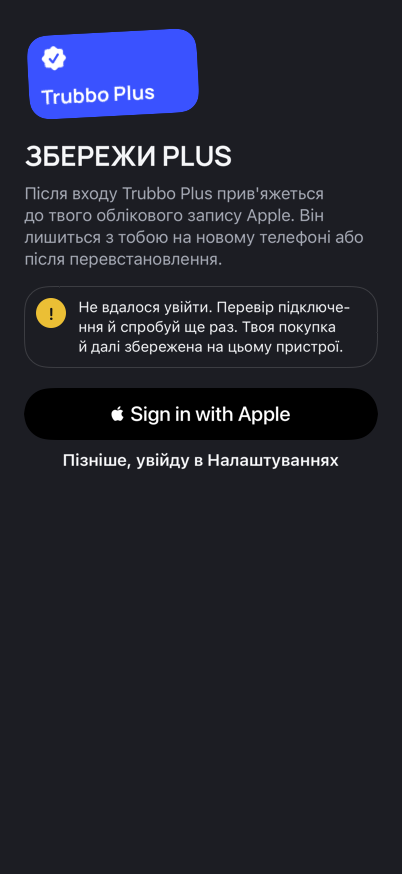 Trubbo Plus
ЗБЕРЕЖИ PLUS
Після входу Trubbo Plus прив'яжеться
до твого облікового запису Apple. Він
лишиться з тобою на новому телефоні або
після перевстановлення.
Не вдалося увійти. Перевір підключе-
ння й спробуй ще раз. Твоя покупка
й далі збережена на цьому пристрої.
Sign in with Apple
Пізніше, увійду в Налаштуваннях